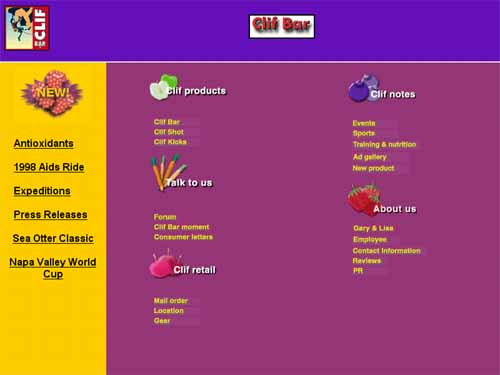 CLIF
BAR
Clif Bar
NEW!
Antioxidants
1998 Aids Ride
Expeditions
Press Releases
Sea Otter Classic
Napa Valley World
Cup
Clif products
Clif Bar
Clif Shot
Clif Kicks
Talk to us
Forum
Clif Bar moment
Consumer letters
Clif retail
Mail order
Location
Gear
Clif notes
Events
Sports
Training & nutrition
Ad gallery
New product
About us
Gary & Lisa
Employee
Contact Information
Reviews
PR